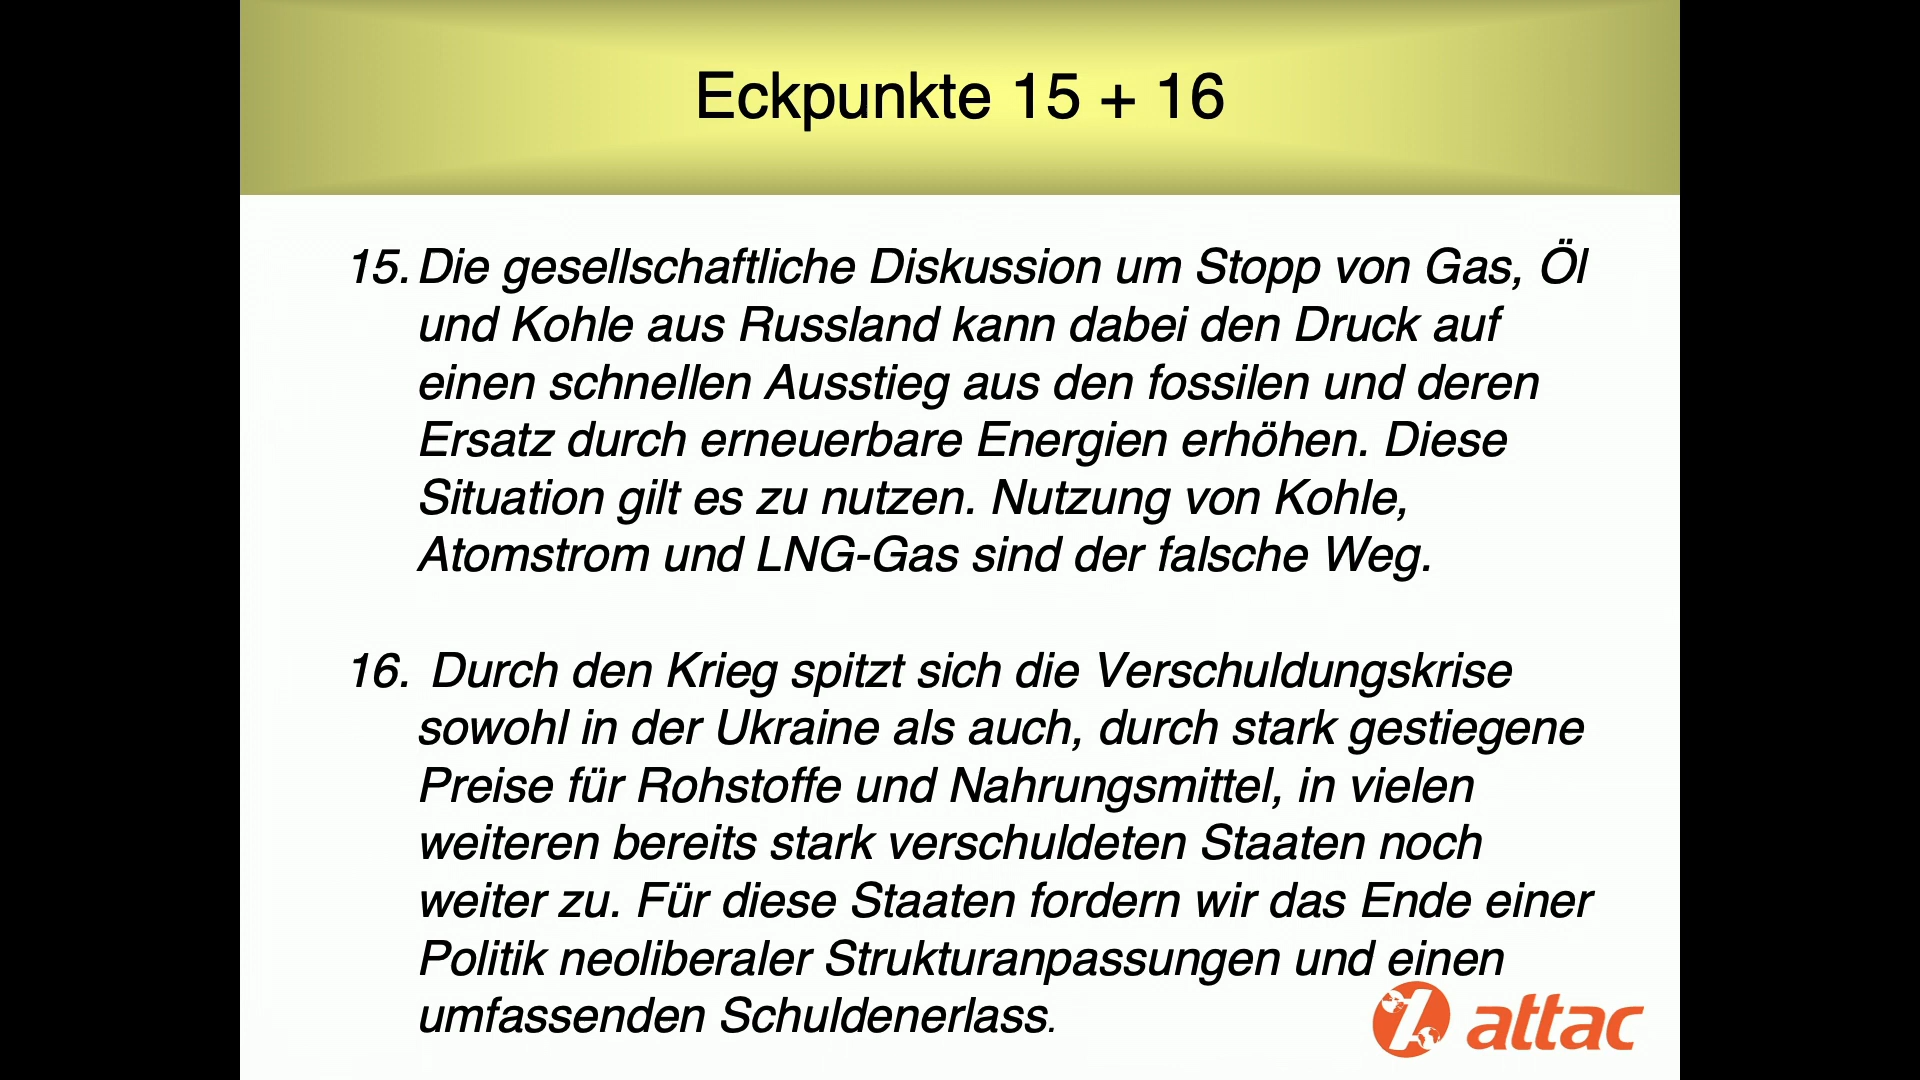 Eckpunkte 15 + 16
15. Die gesellschaftliche Diskussion um Stopp von Gas, Öl
und Kohle aus Russland kann dabei den Druck auf
einen schnellen Ausstieg aus den fossilen und deren
Ersatz durch erneuerbare Energien erhöhen. Diese
Situation gilt es zu nutzen. Nutzung von Kohle,
Atomstrom und LNG-Gas sind der falsche Weg.
16. Durch den Krieg spitzt sich die Verschuldungskrise
sowohl in der Ukraine als auch, durch stark gestiegene
Preise für Rohstoffe und Nahrungsmittel, in vielen
weiteren bereits stark verschuldeten Staaten noch
weiter zu. Für diese Staaten fordern wir das Ende einer
Politik neoliberaler Strukturanpassungen und einen
umfassenden Schuldenerlass.
attac